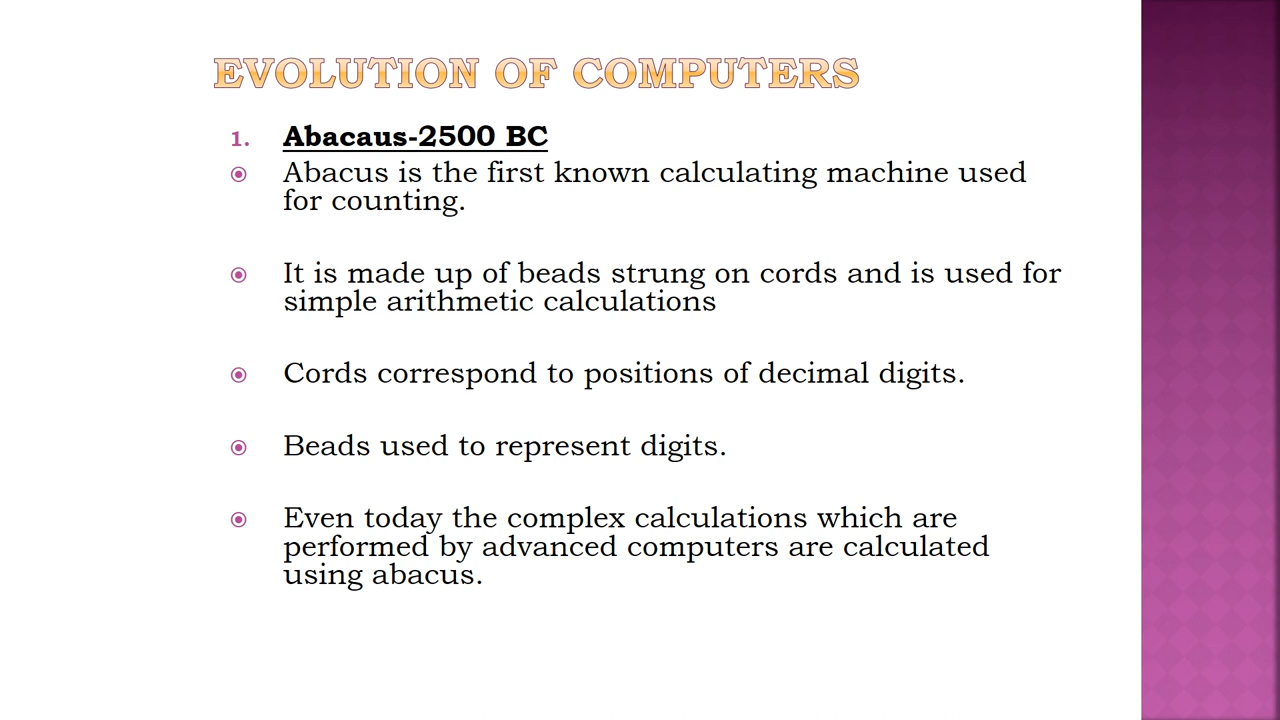 EVOLUTION OF COMPUTERS
1. Abacaus-2500 BC
Abacus is the first known calculating machine used
for counting.
It is made up of beads strung on cords and is used for
simple arithmetic calculations
Cords correspond to positions of decimal digits.
Beads used to represent digits.
Even today the complex calculations which are
performed by advanced computers are calculated
using abacus.